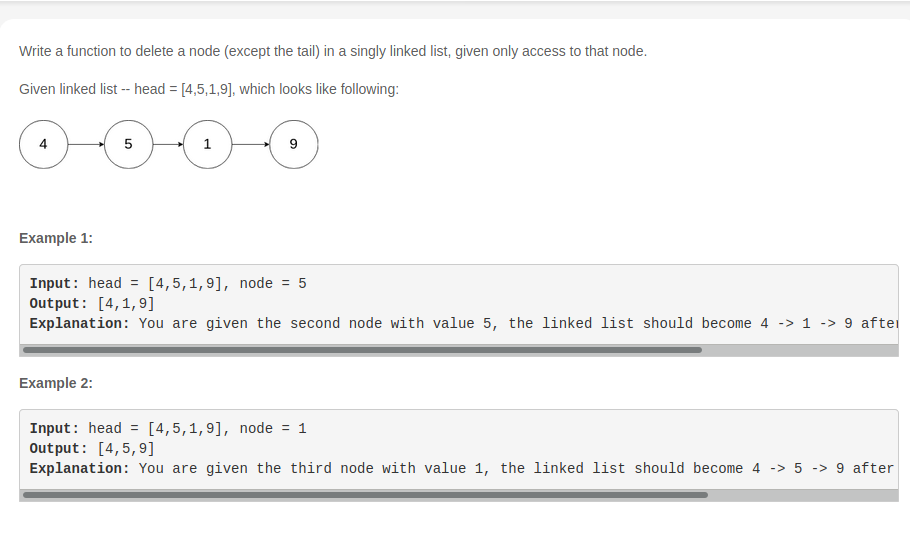 Write a function to delete a node (except the tail) in a singly linked list, given only access to that node.
Given linked list -- head = [4,5,1,9], which looks like following:
4 5 1 9
Example 1:
Input: head = [4,5,1,9], node = 5
Output: [4,1,9]
Explanation: You are given the second node with value 5, the linked list should become 4 -> 1 -> 9 after
Example 2:
Input: head = [4,5,1,9], node = 1
Output: [4,5,9]
Explanation: You are given the third node with value 1, the linked list should become 4 -> 5 -> 9 after